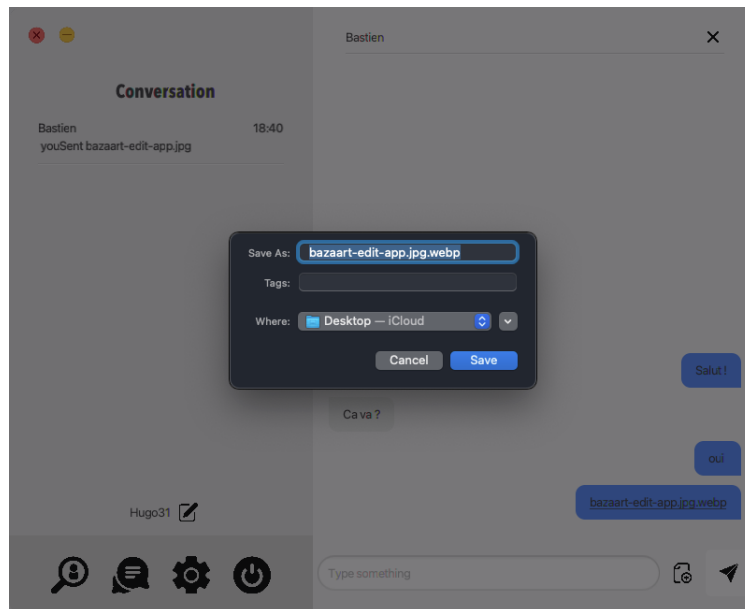 Bastien
Conversation
Bastien 18:40
youSent bazaart-edit-app.jpg
Save As: bazaart-edit-app.jpg.webp
Tags:
Where: Desktop — iCloud
Cancel Save
Salut !
Ca va ?
oui
bazaart-edit-app.jpg.webp
Hugo31
Type something